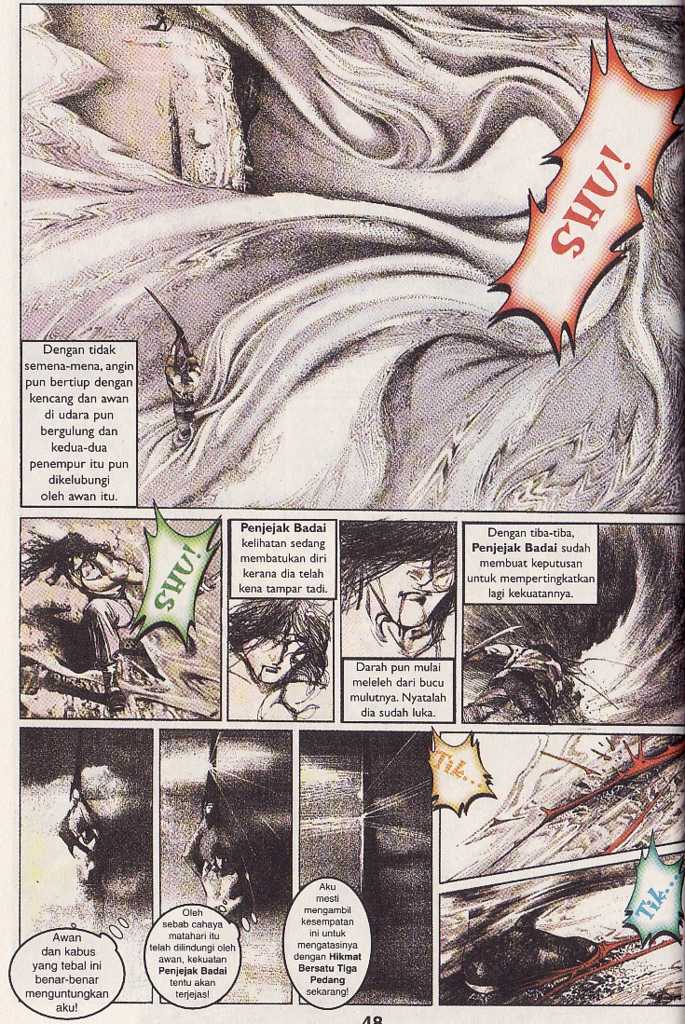 SHUU!
Dengan tidak
semena-mena, angin
pun bertiup dengan
kencang dan awan
di udara pun
bergulung dan
kedua-dua
penempur itu pun
dikelubungi
oleh awan itu.
SHUU!
Penjejak Badai
kelihatan sedang
membatukan diri
kerana dia telah
kena tampar tadi.
Darah pun mulai
meleleh dari bucu
mulutnya. Nyatalah
dia sudah luka.
Dengan tiba-tiba,
Penjejak Badai sudah
membuat keputusan
untuk mempertingkatkan
lagi kekuatannya.
Awan
dan kabus
yang tebal ini
benar-benar
menguntungkan
aku!
Oleh
sebab cahaya
matahari itu
telah dilindungi oleh
awan, kekuatan
Penjejak Badai
tentu akan
terjejas!
Aku
mesti
mengambil
kesempatan
ini untuk
mengatasinya
dengan Hikmat
Bersatu Tiga
Pedang
sekarang!
Tik...
Tik...
48